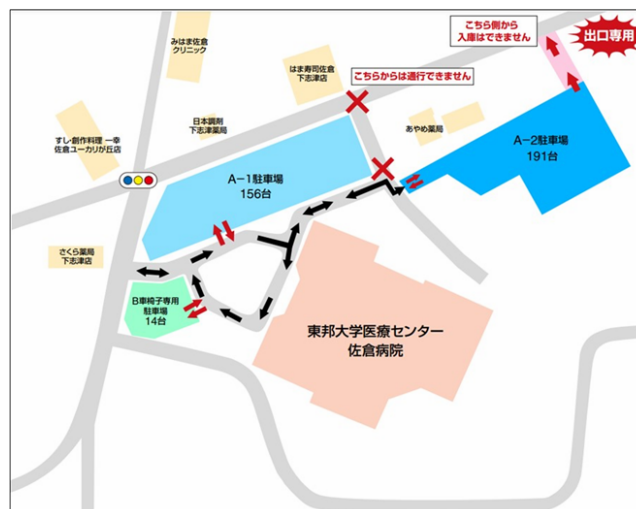 こちら側から
入庫はできません
出口専用
みはま佐倉
クリニック
はま寿司佐倉
下志津店
こちらからは通行できません
すし・創作料理 一幸
佐倉ユーカリが丘店
日本調剤
下志津薬局
あやめ薬局
A-2駐車場
191台
A-1駐車場
156台
さくら薬局
下志津店
B車椅子専用
駐車場
14台
東邦大学医療センター
佐倉病院